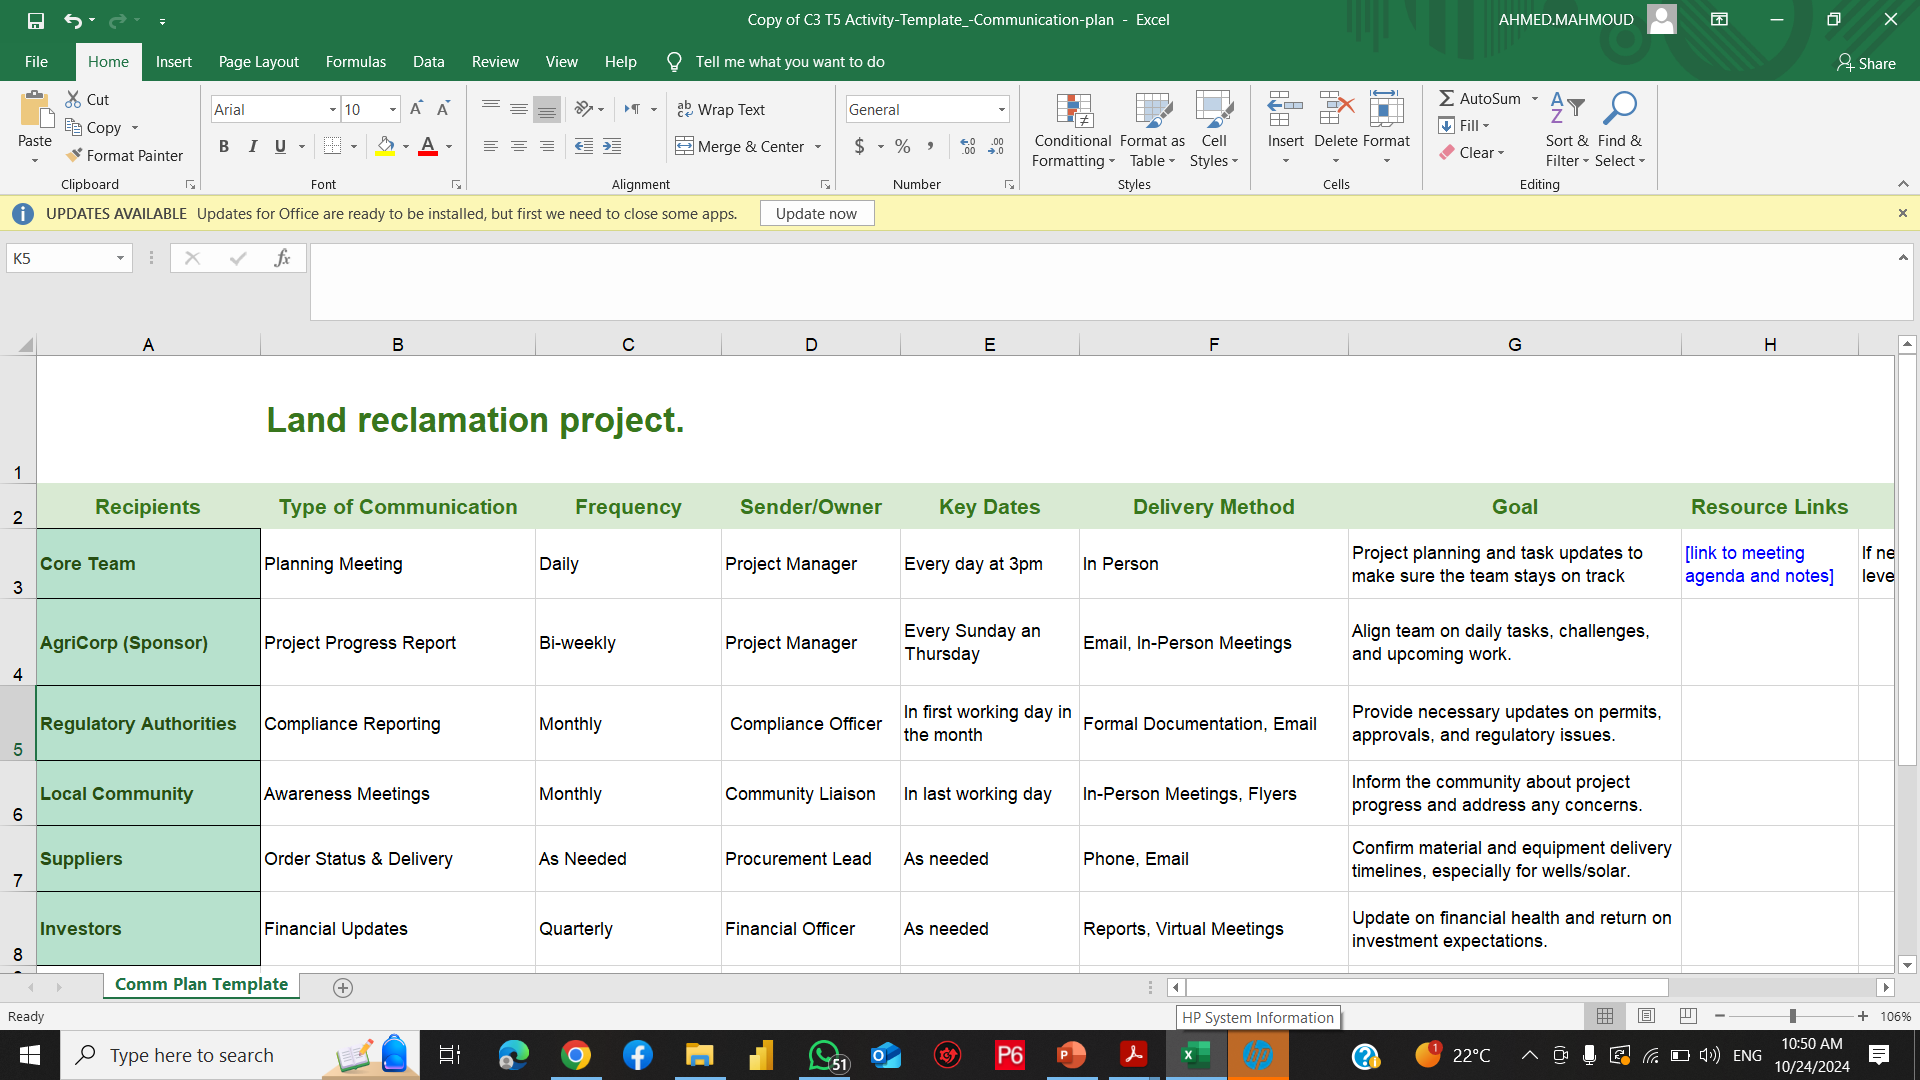 Copy of C3 T5 Activity-Template_-Communication-plan - Excel
AHMED.MAHMOUD
File Home Insert Page Layout Formulas Data Review View Help Tell me what you want to do Share
Paste
Cut
Copy
Format Painter
Clipboard
Arial 10
B I U A
Font
Wrap Text
Merge & Center
Alignment
General
$ % ,
Number
Conditional Formatting
Format as Table
Cell Styles
Styles
Insert Delete Format
Cells
AutoSum
Fill
Clear
Sort & Filter
Find & Select
Editing
UPDATES AVAILABLE Updates for Office are ready to be installed, but first we need to close some apps. Update now
K5 fx
A B C D E F G H
1 Land reclamation project.
2 Recipients Type of Communication Frequency Sender/Owner Key Dates Delivery Method Goal Resource Links
3 Core Team Planning Meeting Daily Project Manager Every day at 3pm In Person Project planning and task updates to make sure the team stays on track [link to meeting agenda and notes] If ne leve
4 AgriCorp (Sponsor) Project Progress Report Bi-weekly Project Manager Every Sunday an Thursday Email, In-Person Meetings Align team on daily tasks, challenges, and upcoming work.
5 Regulatory Authorities Compliance Reporting Monthly Compliance Officer In first working day in the month Formal Documentation, Email Provide necessary updates on permits, approvals, and regulatory issues.
6 Local Community Awareness Meetings Monthly Community Liaison In last working day In-Person Meetings, Flyers Inform the community about project progress and address any concerns.
7 Suppliers Order Status & Delivery As Needed Procurement Lead As needed Phone, Email Confirm material and equipment delivery timelines, especially for wells/solar.
8 Investors Financial Updates Quarterly Financial Officer As needed Reports, Virtual Meetings Update on financial health and return on investment expectations.
Comm Plan Template
Ready
HP System Information
106%
Type here to search
51
P6
1
22°C
ENG
10:50 AM
10/24/2024